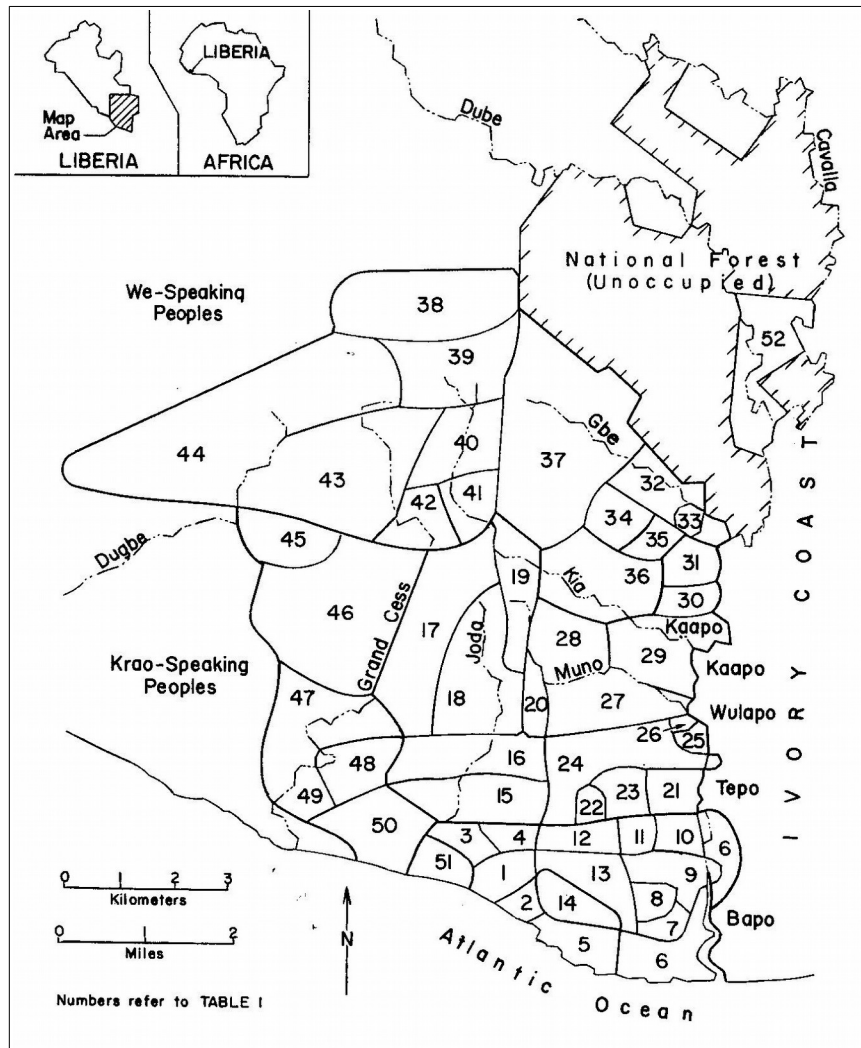 LIBERIA
Map
Area
LIBERIA
AFRICA
Dube
Cavalla
National Forest
(Unoccupied)
We-Speaking
Peoples
38
52
39
Gbe
44
40
37
43
32
42
41
33
34
35
Dugbe
45
31
19
Kia
36
30
46
Grand Cess
17
Joda
28
Kaapo
29
Kaapo
Krao-Speaking
Peoples
Muno
47
18
20
27
Wulapo
26
25
48
16
24
49
15
22
23
21
Tepo
50
3
4
12
11
10
6
51
1
13
9
2
14
8
7
Bapo
5
6
IVORY COAST
0 1 2 3
Kilometers
0 1 2
Miles
N
Atlantic Ocean
Numbers refer to TABLE I